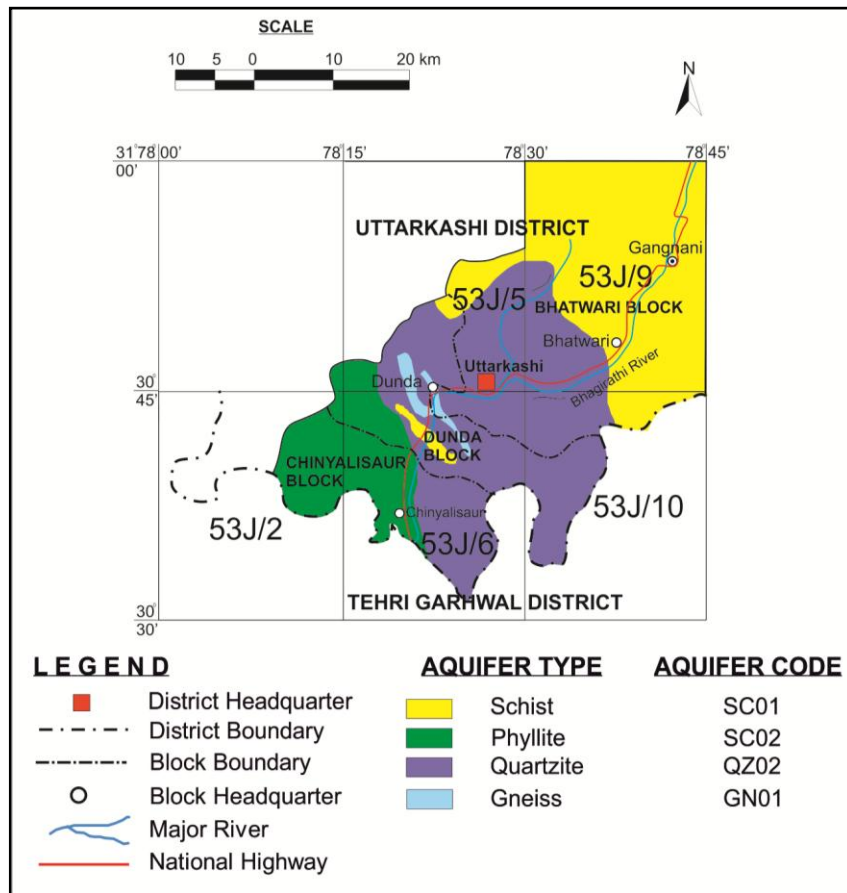 SCALE
10 5 0 10 20 km
N
31° 78° 00' 78° 15' 78° 30' 78° 45'
00'
UTTARKASHI DISTRICT
Gangnani
53J/9
53J/5
BHATWARI BLOCK
Bhatwari
Uttarkashi
Dunda
Bhagirathi River
30°
45'
DUNDA
BLOCK
CHINYALISAUR
BLOCK
Chinyalisaur
53J/2
53J/10
53J/6
TEHRI GARHWAL DISTRICT
30°
30'
LEGEND
District Headquarter
District Boundary
Block Boundary
Block Headquarter
Major River
National Highway
AQUIFER TYPE AQUIFER CODE
Schist SC01
Phyllite SC02
Quartzite QZ02
Gneiss GN01